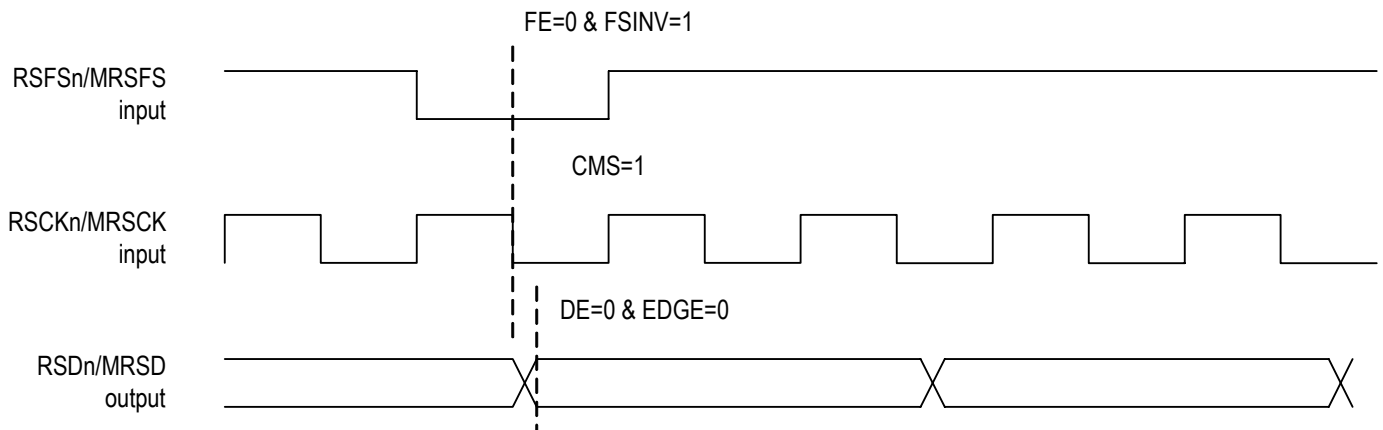 FE=0 & FSINV=1
RSFSn/MRSFS
input
CMS=1
RSCKn/MRSCK
input
DE=0 & EDGE=0
RSDn/MRSD
output